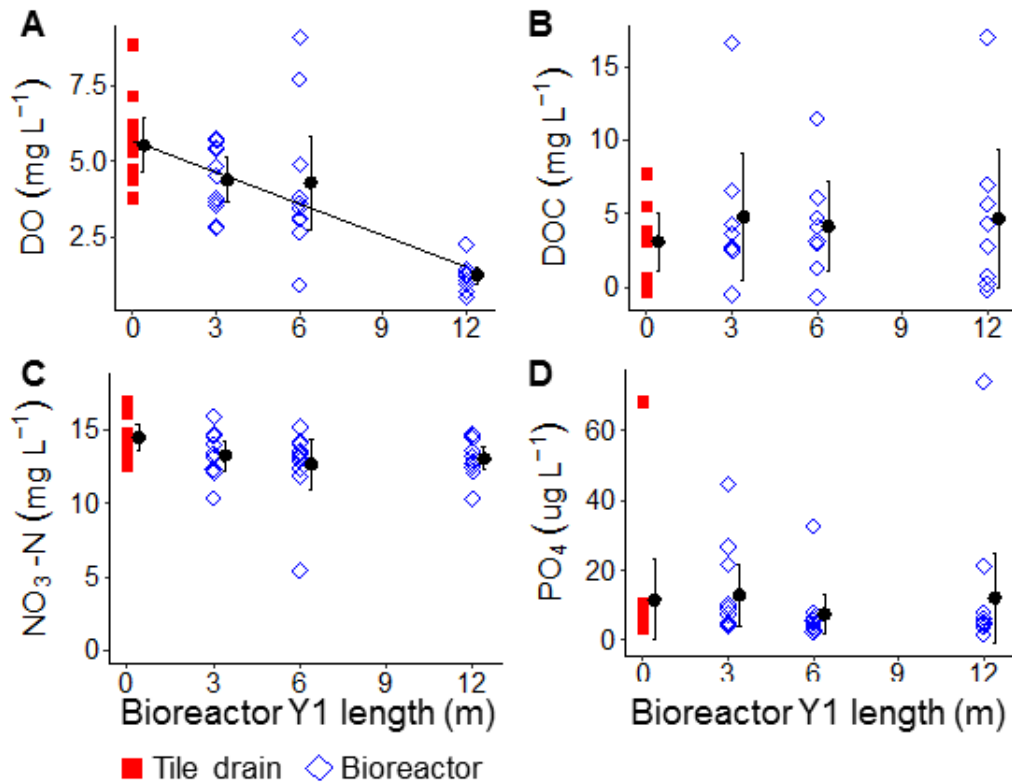 A
B
DO (mg L⁻¹)
7.5
5.0
2.5
0 3 6 9 12
DOC (mg L⁻¹)
15
10
5
0
0 3 6 9 12
C
D
NO₃ -N (mg L⁻¹)
15
10
5
0
0 3 6 9 12
Bioreactor Y1 length (m)
PO₄ (ug L⁻¹)
60
40
20
0
0 3 6 9 12
Bioreactor Y1 length (m)
Tile drain Bioreactor